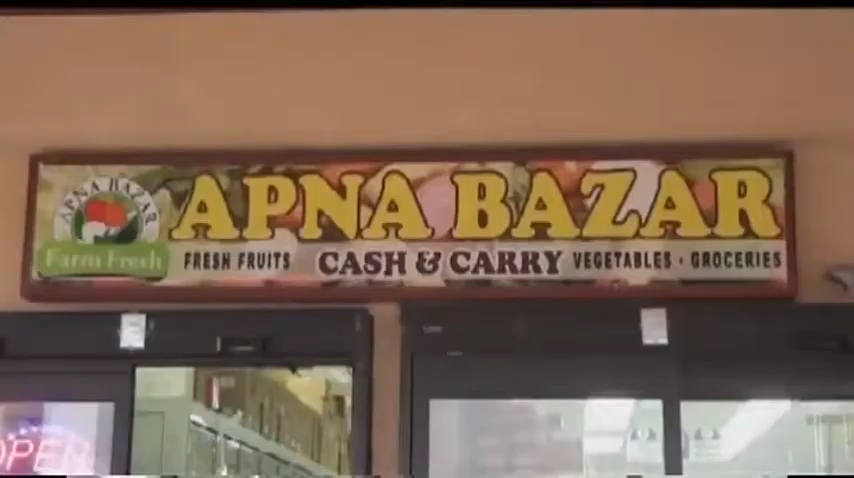 APNA BAZAR
Farm Fresh
APNA BAZAR
FRESH FRUITS CASH & CARRY VEGETABLES · GROCERIES
OPEN